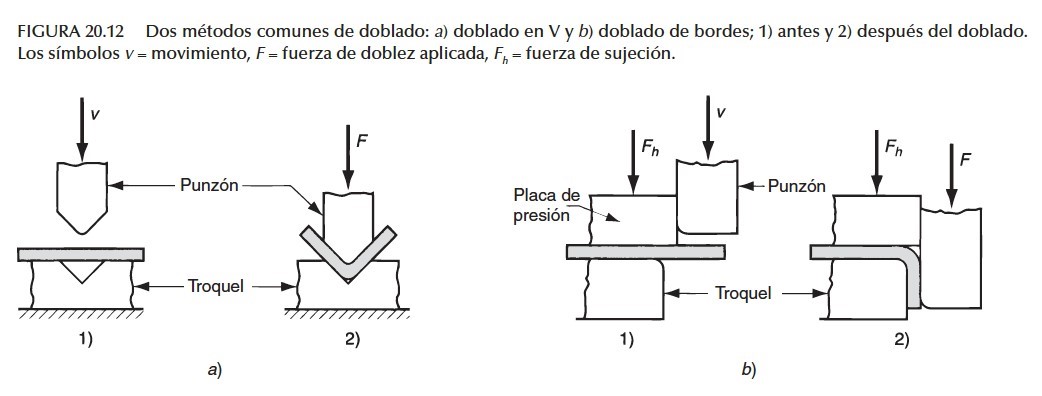 FIGURA 20.12 Dos métodos comunes de doblado: a) doblado en V y b) doblado de bordes; 1) antes y 2) después del doblado.
Los símbolos v = movimiento, F = fuerza de doblez aplicada, Fh = fuerza de sujeción.
v
F
Punzón
Troquel
1)
2)
a)
Fh
v
Fh
F
Placa de
presión
Punzón
Troquel
1)
2)
b)